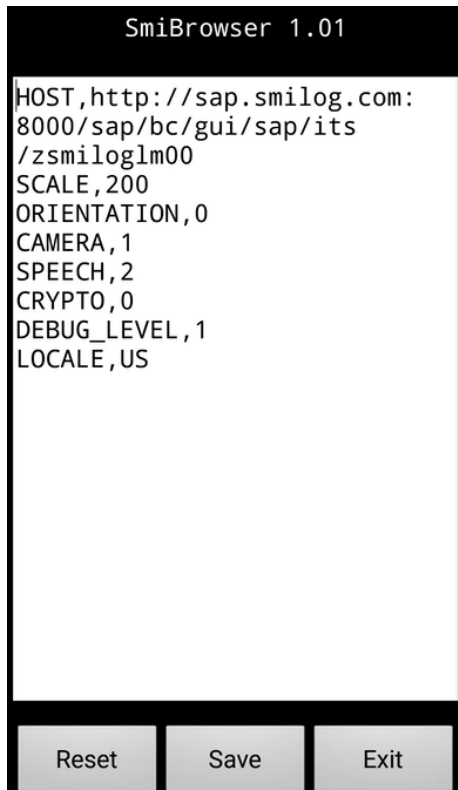 SmiBrowser 1.01
HOST,http://sap.smilog.com:
8000/sap/bc/gui/sap/its
/zsmiloglm00
SCALE,200
ORIENTATION,0
CAMERA,1
SPEECH,2
CRYPTO,0
DEBUG_LEVEL,1
LOCALE,US
Reset
Save
Exit